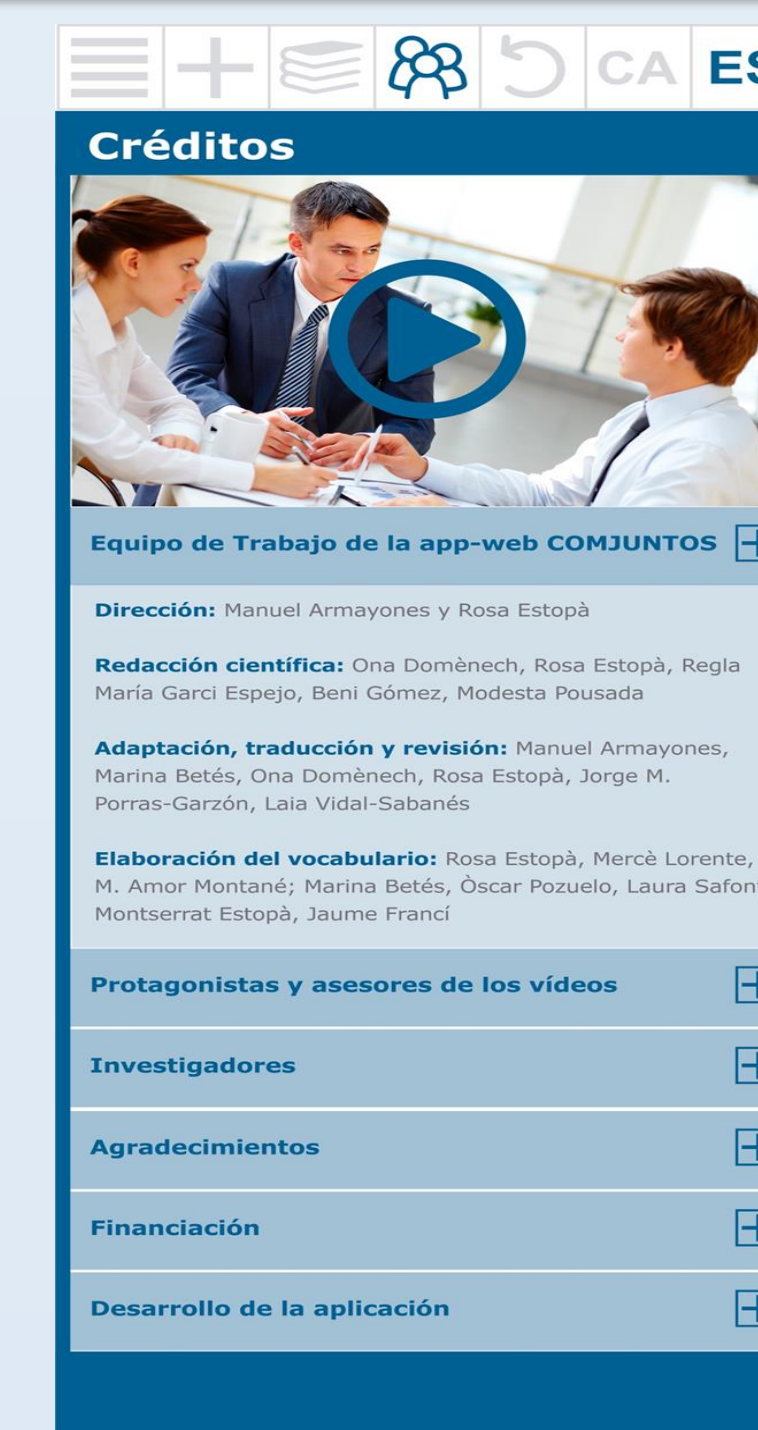 CA ES
Créditos
Equipo de Trabajo de la app-web COMJUNTOS
Dirección: Manuel Armayones y Rosa Estopà
Redacción científica: Ona Domènech, Rosa Estopà, Regla
María Garci Espejo, Beni Gómez, Modesta Pousada
Adaptación, traducción y revisión: Manuel Armayones,
Marina Betés, Ona Domènech, Rosa Estopà, Jorge M.
Porras-Garzón, Laia Vidal-Sabanés
Elaboración del vocabulario: Rosa Estopà, Mercè Lorente,
M. Amor Montané; Marina Betés, Òscar Pozuelo, Laura
Montserrat Estopà, Jaume Francí
Protagonistas y asesores de los vídeos
Investigadores
Agradecimientos
Financiación
Desarrollo de la aplicación